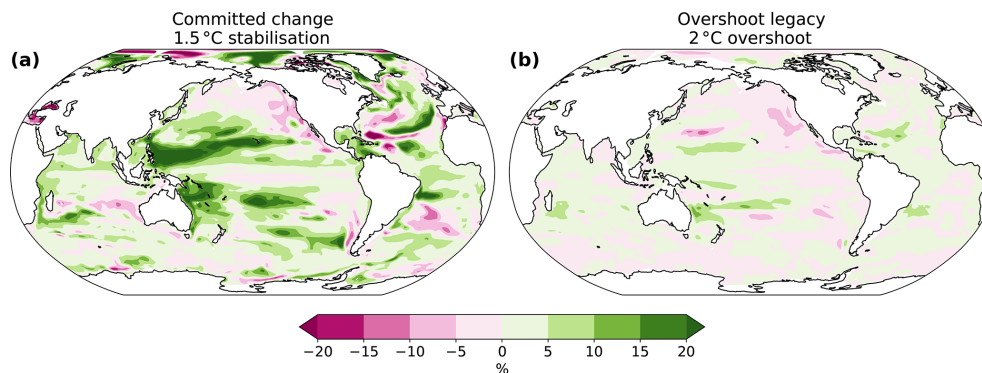 Committed change
1.5 °C stabilisation
Overshoot legacy
2 °C overshoot
(a)
(b)
−20 −15 −10 −5 0 5 10 15 20
%